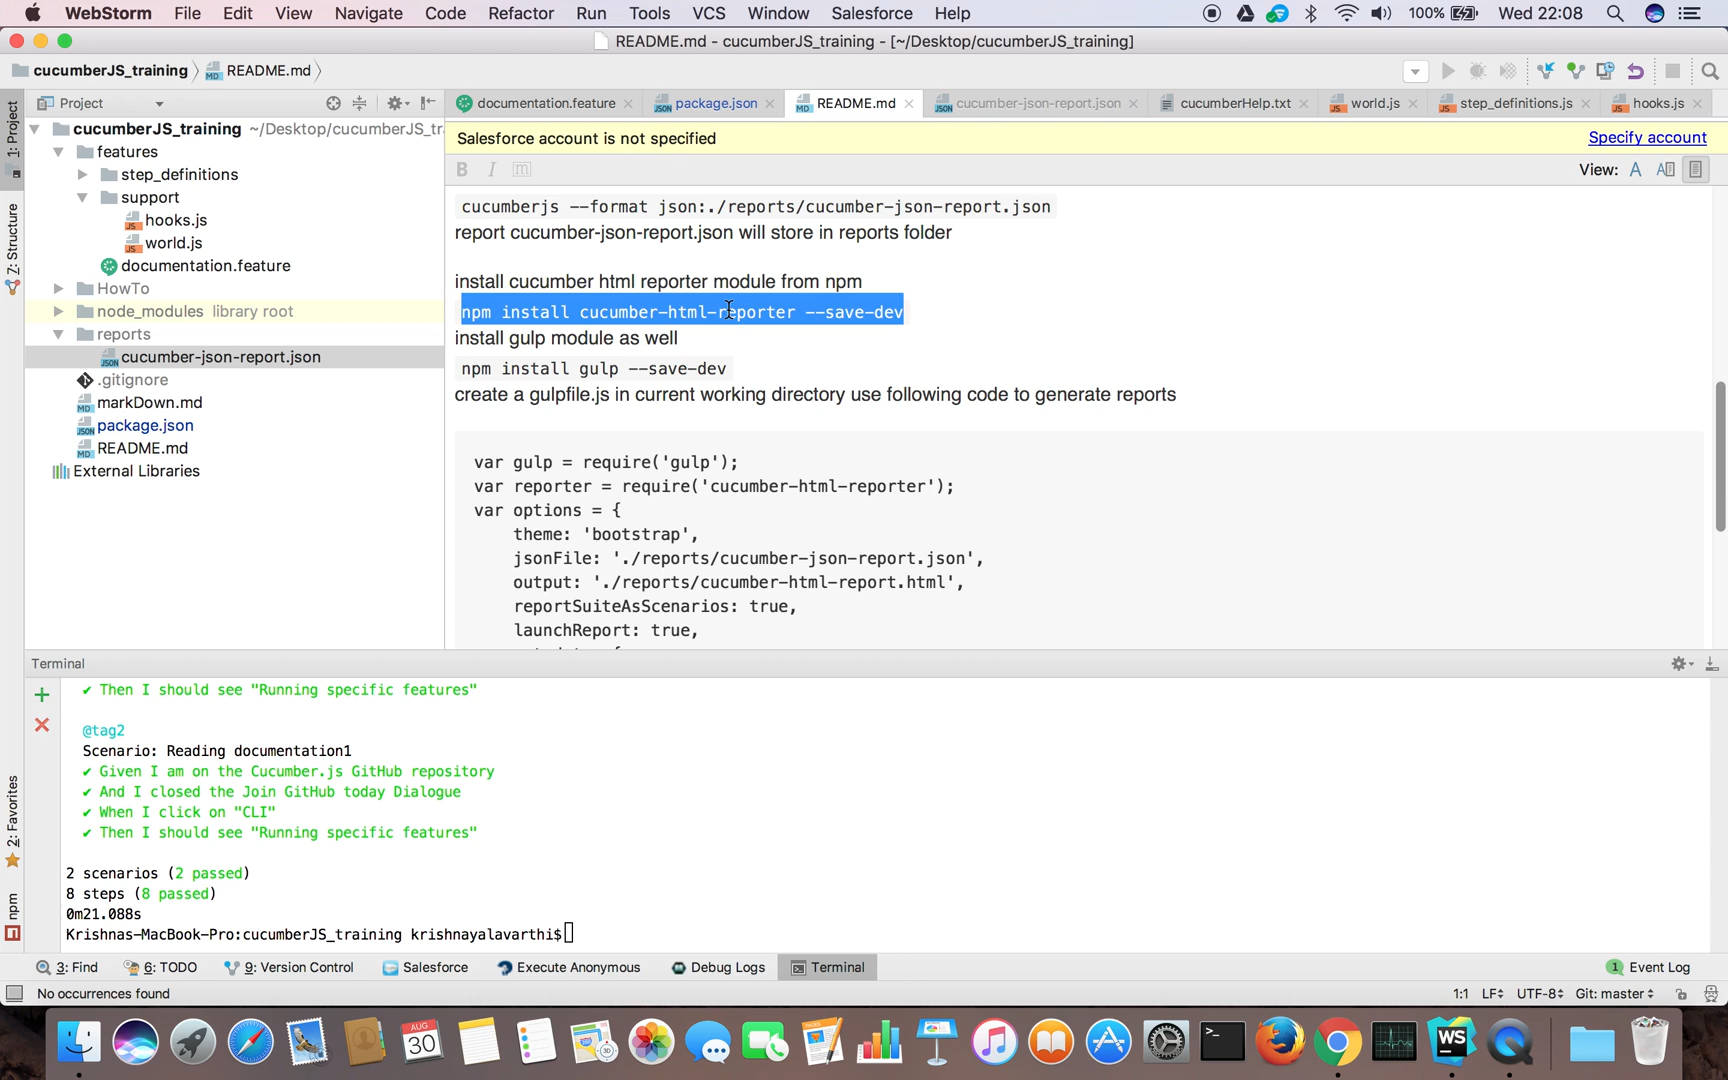 WebStorm File Edit View Navigate Code Refactor Run Tools VCS Window Salesforce Help 100% Wed 22:08
README.md - cucumberJS_training - [~/Desktop/cucumberJS_training]
cucumberJS_training README.md
Project
documentation.feature package.json README.md cucumber-json-report.json cucumberHelp.txt world.js step_definitions.js hooks.js
1: Project
7: Structure
2: Favorites
npm
cucumberJS_training ~/Desktop/cucumberJS_tr
features
step_definitions
support
hooks.js
world.js
documentation.feature
HowTo
node_modules library root
reports
cucumber-json-report.json
.gitignore
markDown.md
package.json
README.md
External Libraries
Salesforce account is not specified Specify account
B I m View: A A
cucumberjs --format json:./reports/cucumber-json-report.json
report cucumber-json-report.json will store in reports folder
install cucumber html reporter module from npm
npm install cucumber-html-reporter --save-dev
install gulp module as well
npm install gulp --save-dev
create a gulpfile.js in current working directory use following code to generate reports
var gulp = require('gulp');
var reporter = require('cucumber-html-reporter');
var options = {
theme: 'bootstrap',
jsonFile: './reports/cucumber-json-report.json',
output: './reports/cucumber-html-report.html',
reportSuiteAsScenarios: true,
launchReport: true,
Terminal
✔ Then I should see "Running specific features"
@tag2
Scenario: Reading documentation1
✔ Given I am on the Cucumber.js GitHub repository
✔ And I closed the Join GitHub today Dialogue
✔ When I click on "CLI"
✔ Then I should see "Running specific features"
2 scenarios (2 passed)
8 steps (8 passed)
0m21.088s
Krishnas-MacBook-Pro:cucumberJS_training krishnayalavarthi$
3: Find 6: TODO 9: Version Control Salesforce Execute Anonymous Debug Logs Terminal 1 Event Log
No occurrences found 1:1 LF UTF-8 Git: master
AUG
30
WS